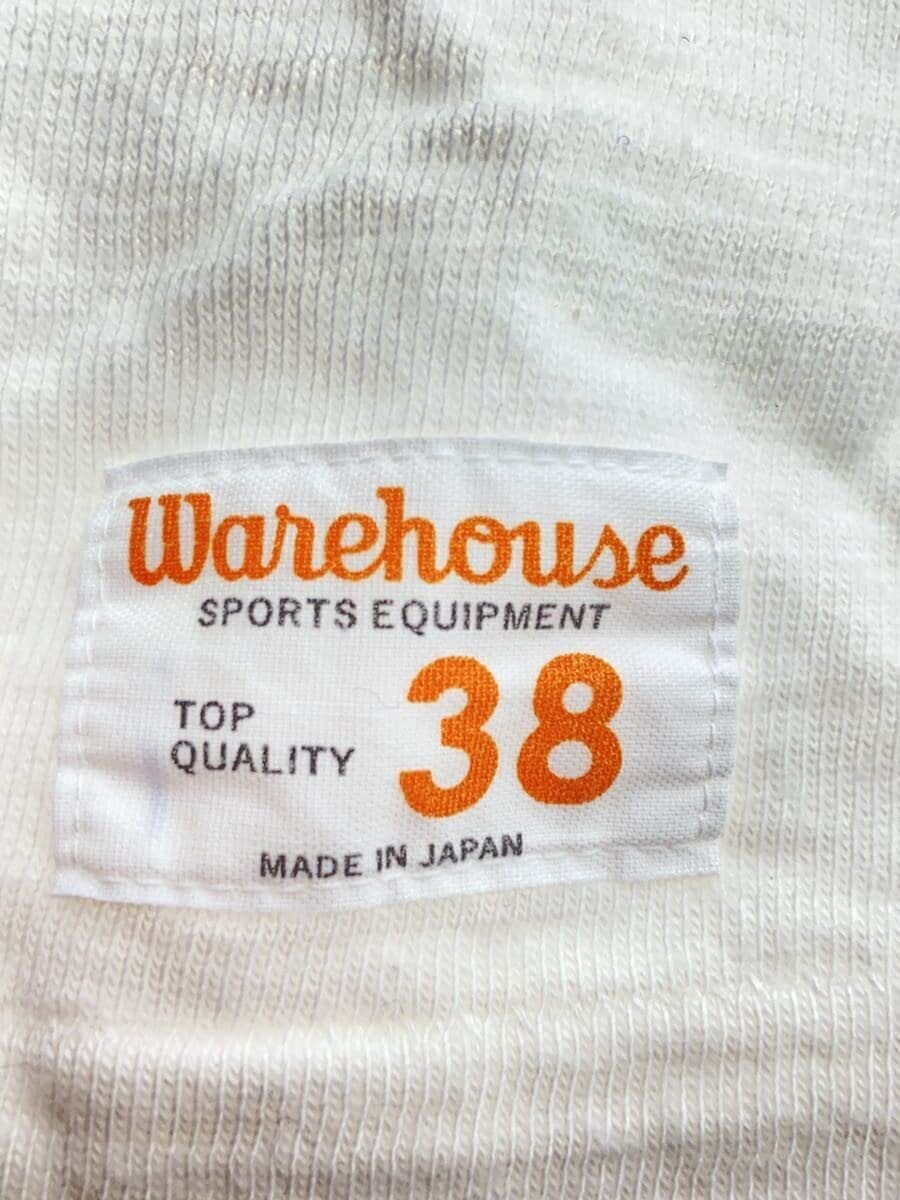 Warehouse
SPORTS EQUIPMENT
TOP
QUALITY
38
MADE IN JAPAN